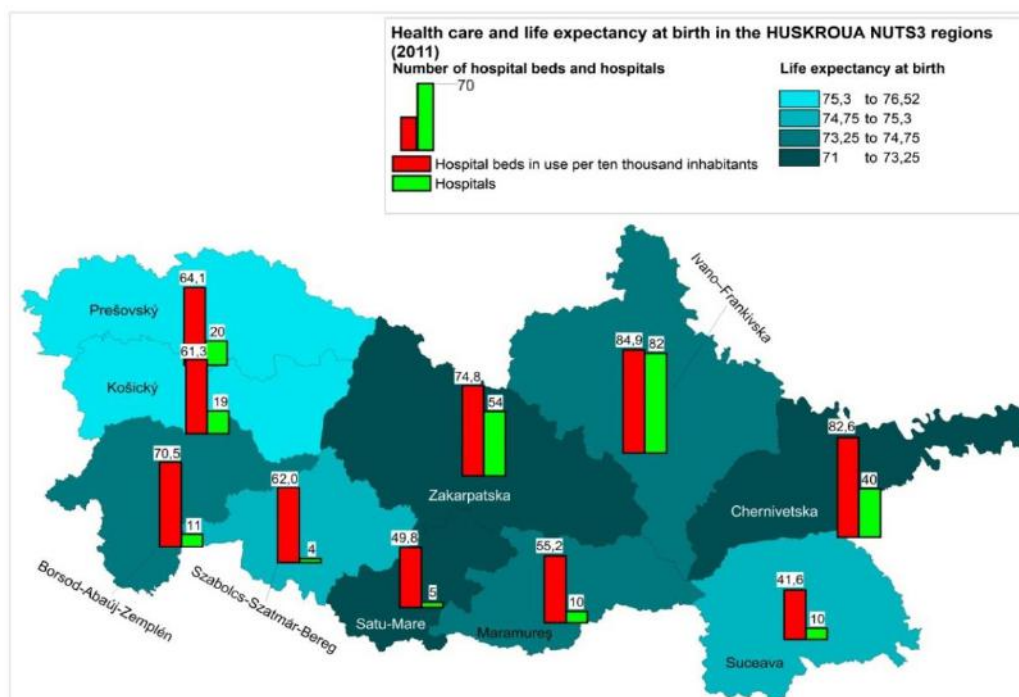 Health care and life expectancy at birth in the HUSKROUA NUTS3 regions
(2011)
Number of hospital beds and hospitals
70
Hospital beds in use per ten thousand inhabitants
Hospitals
Life expectancy at birth
75,3 to 76,52
74,75 to 75,3
73,25 to 74,75
71 to 73,25
Prešovský
64,1
20
Košický
61,3
19
Borsod-Abaúj-Zemplén
70,5
11
Szabolcs-Szatmár-Bereg
62,0
4
Zakarpatska
74,8
54
Ivano-Frankivska
84,9
82
Chernivetska
82,6
40
Satu-Mare
49,8
5
Maramureş
55,2
10
Suceava
41,6
10